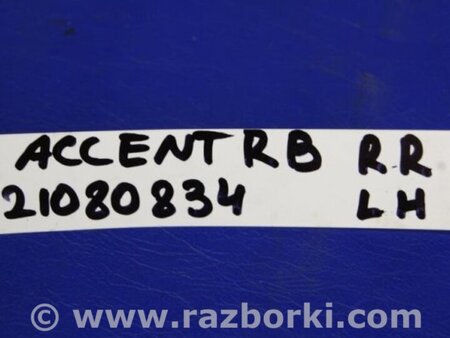 ACCENT RB R.R
21080834 LH
© www.razborki.com